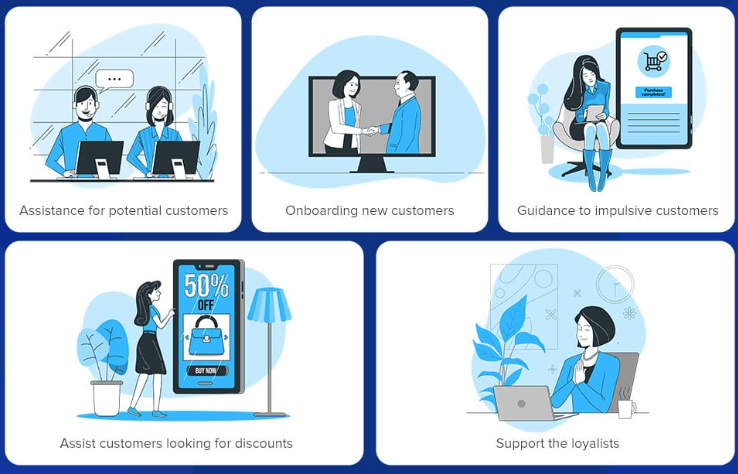 Assistance for potential customers
Onboarding new customers
Purchase
completed!
Guidance to impulsive customers
50%
OFF
BUY NOW
Assist customers looking for discounts
Support the loyalists